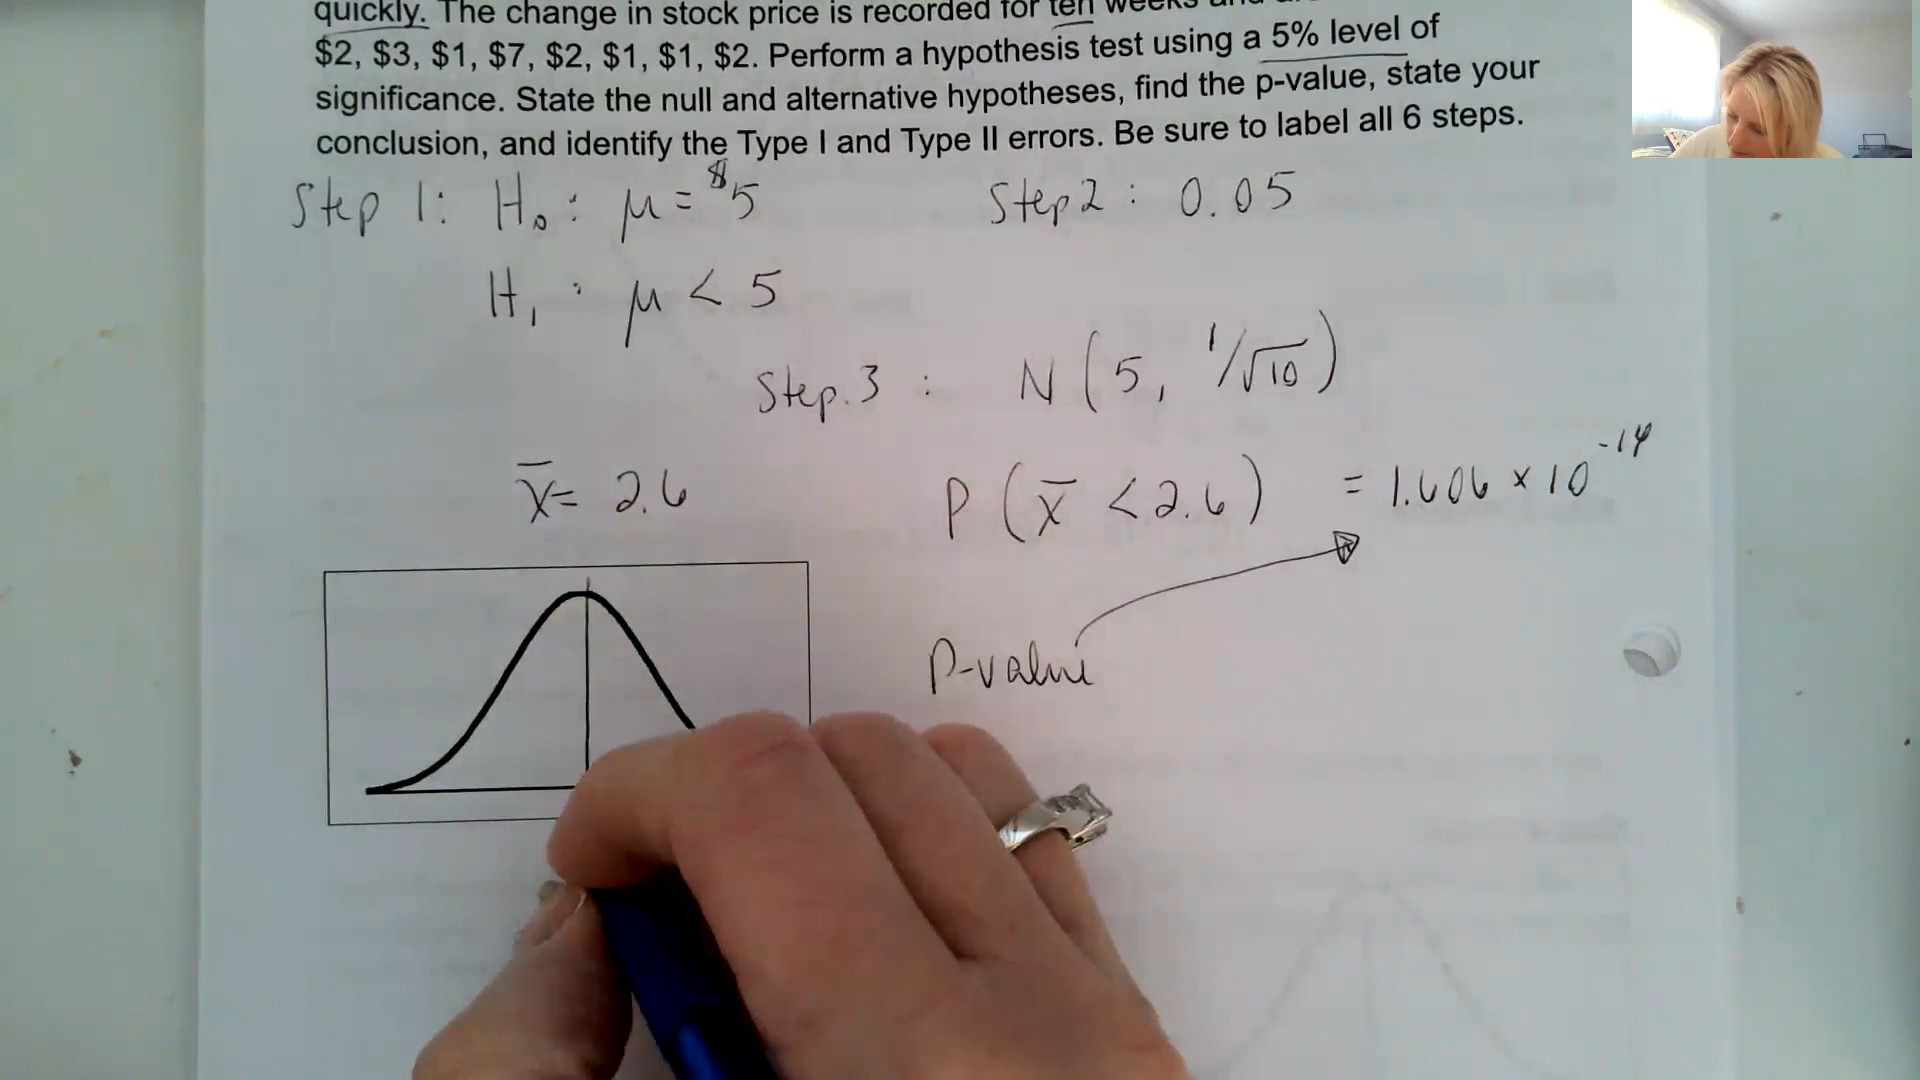 quickly. The change in stock price is recorded for ten weeks
$2, $3, $1, $7, $2, $1, $1, $2. Perform a hypothesis test using a 5% level of
significance. State the null and alternative hypotheses, find the p-value, state your
conclusion, and identify the Type I and Type II errors. Be sure to label all 6 steps.
Step 1: H₀: μ = $5
Step 2: 0.05
H₁: μ < 5
Step. 3: N(5, 1/√10)
x̄ = 2.6
P(x̄ < 2.6) = 1.606 × 10⁻¹⁴
P-value